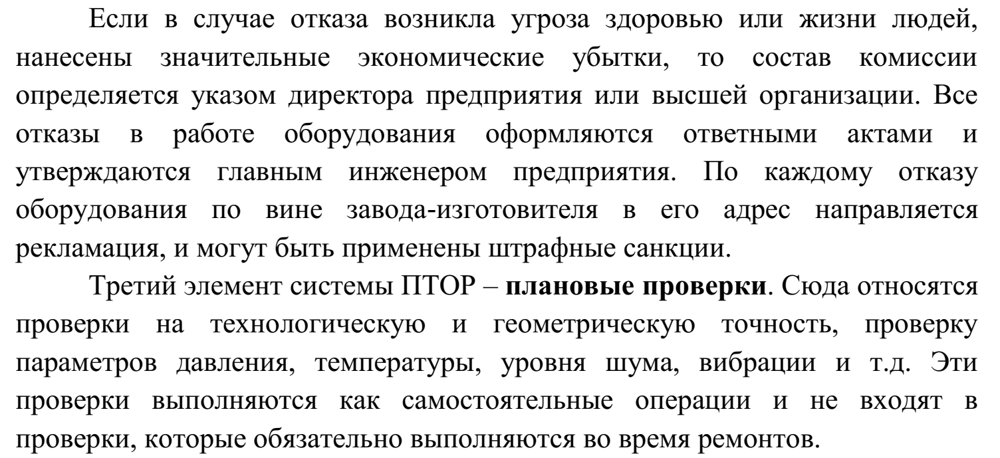 Если в случае отказа возникла угроза здоровью или жизни людей,
нанесены значительные экономические убытки, то состав комиссии
определяется указом директора предприятия или высшей организации. Все
отказы в работе оборудования оформляются ответными актами и
утверждаются главным инженером предприятия. По каждому отказу
оборудования по вине завода-изготовителя в его адрес направляется
рекламация, и могут быть применены штрафные санкции.
Третий элемент системы ПТОР – плановые проверки. Сюда относятся
проверки на технологическую и геометрическую точность, проверку
параметров давления, температуры, уровня шума, вибрации и т.д. Эти
проверки выполняются как самостоятельные операции и не входят в
проверки, которые обязательно выполняются во время ремонтов.